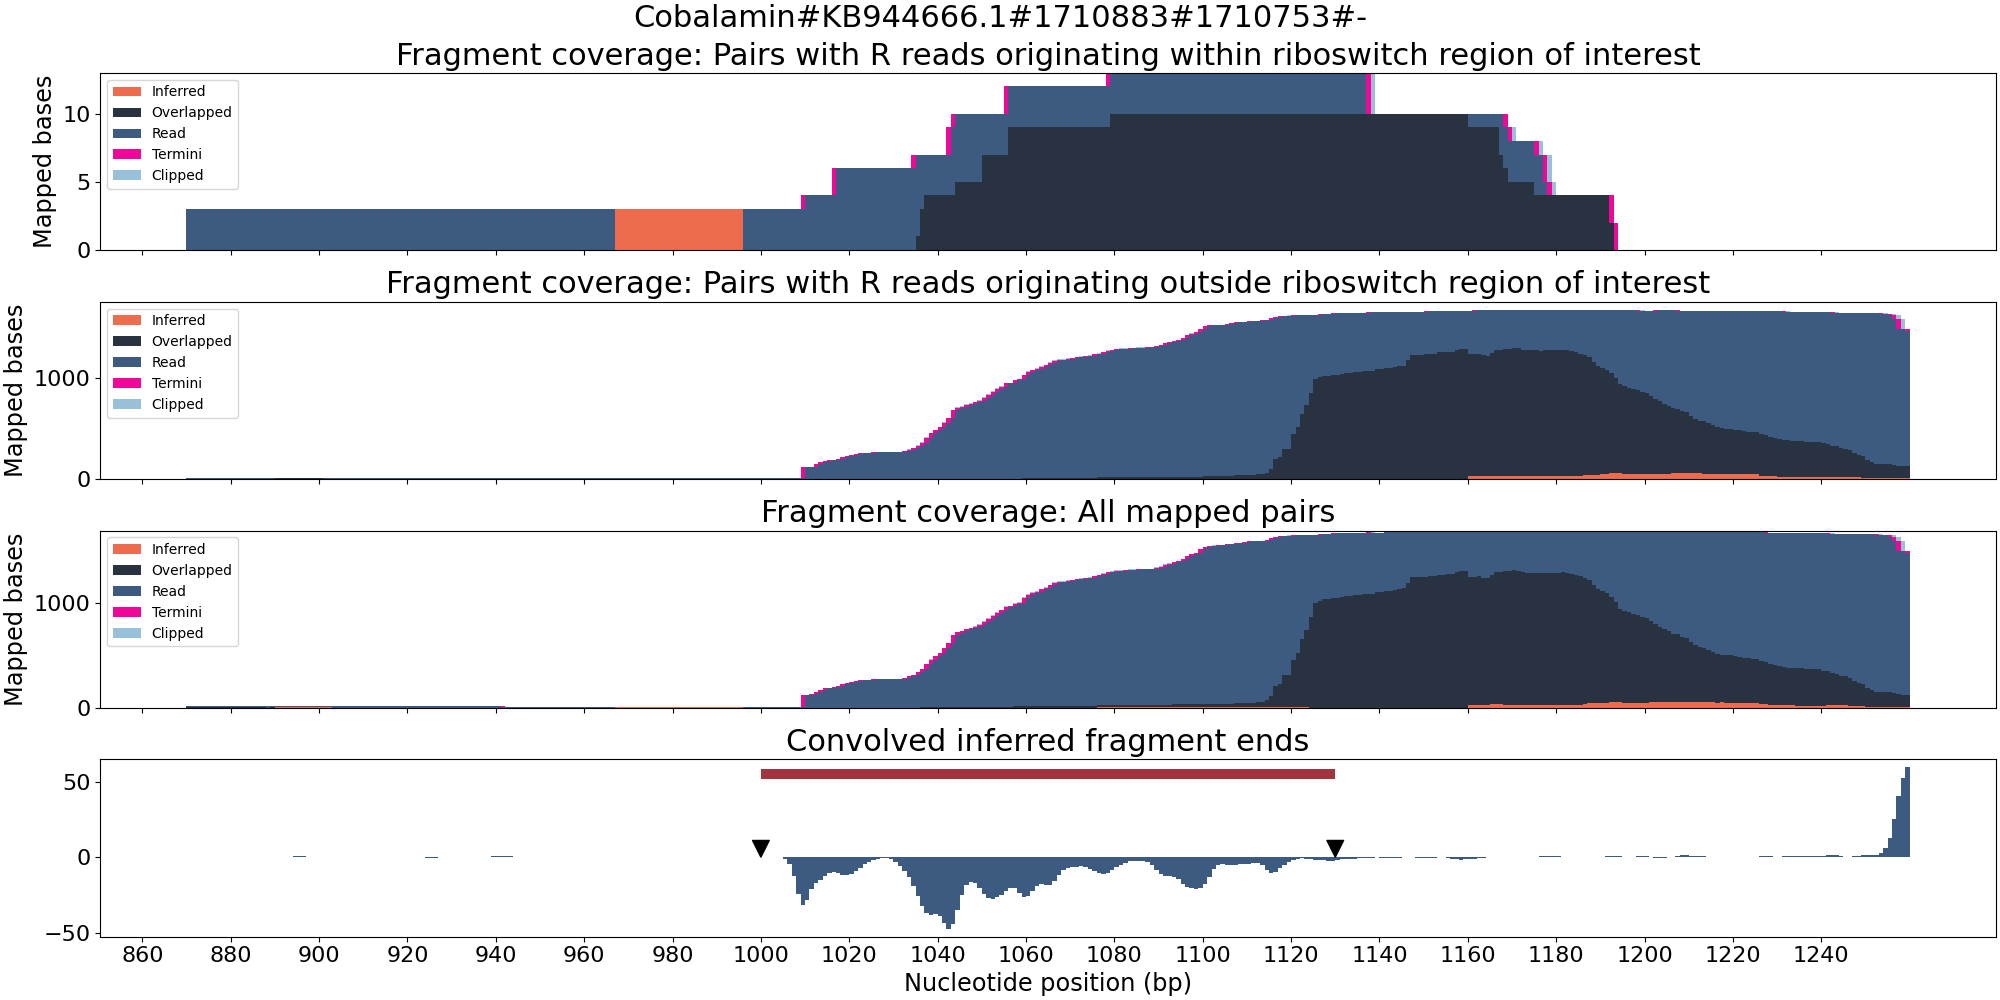 Cobalamin#KB944666.1#1710883#1710753#-
Fragment coverage: Pairs with R reads originating within riboswitch region of interest
Mapped bases
10
5
0
Inferred
Overlapped
Read
Termini
Clipped
Fragment coverage: Pairs with R reads originating outside riboswitch region of interest
Mapped bases
1000
0
Inferred
Overlapped
Read
Termini
Clipped
Fragment coverage: All mapped pairs
Mapped bases
1000
0
Inferred
Overlapped
Read
Termini
Clipped
Convolved inferred fragment ends
50
0
−50
860 880 900 920 940 960 980 1000 1020 1040 1060 1080 1100 1120 1140 1160 1180 1200 1220 1240
Nucleotide position (bp)